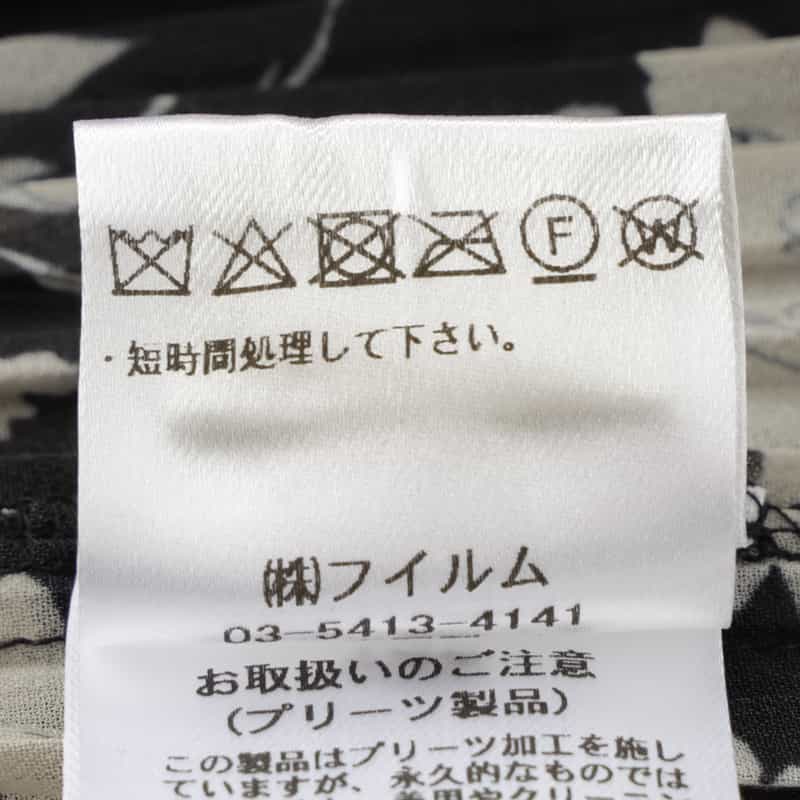 F W
・短時間処理して下さい。
(株)フイルム
03-5413-4141
お取扱いのご注意
(プリーツ製品)
この製品はプリーツ加工を施し
ていますが、永久的なものでは